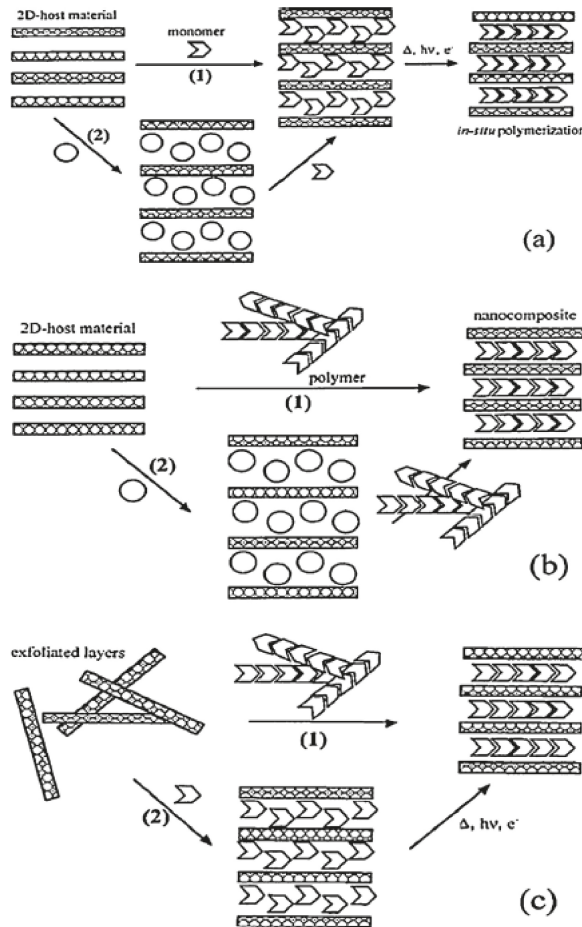 2D-host material
monomer
(1)
Δ, hν, e-
(2)
in-situ polymerization
(a)
2D-host material
nanocomposite
polymer
(1)
(2)
(b)
exfoliated layers
(1)
(2)
Δ, hν, e-
(c)